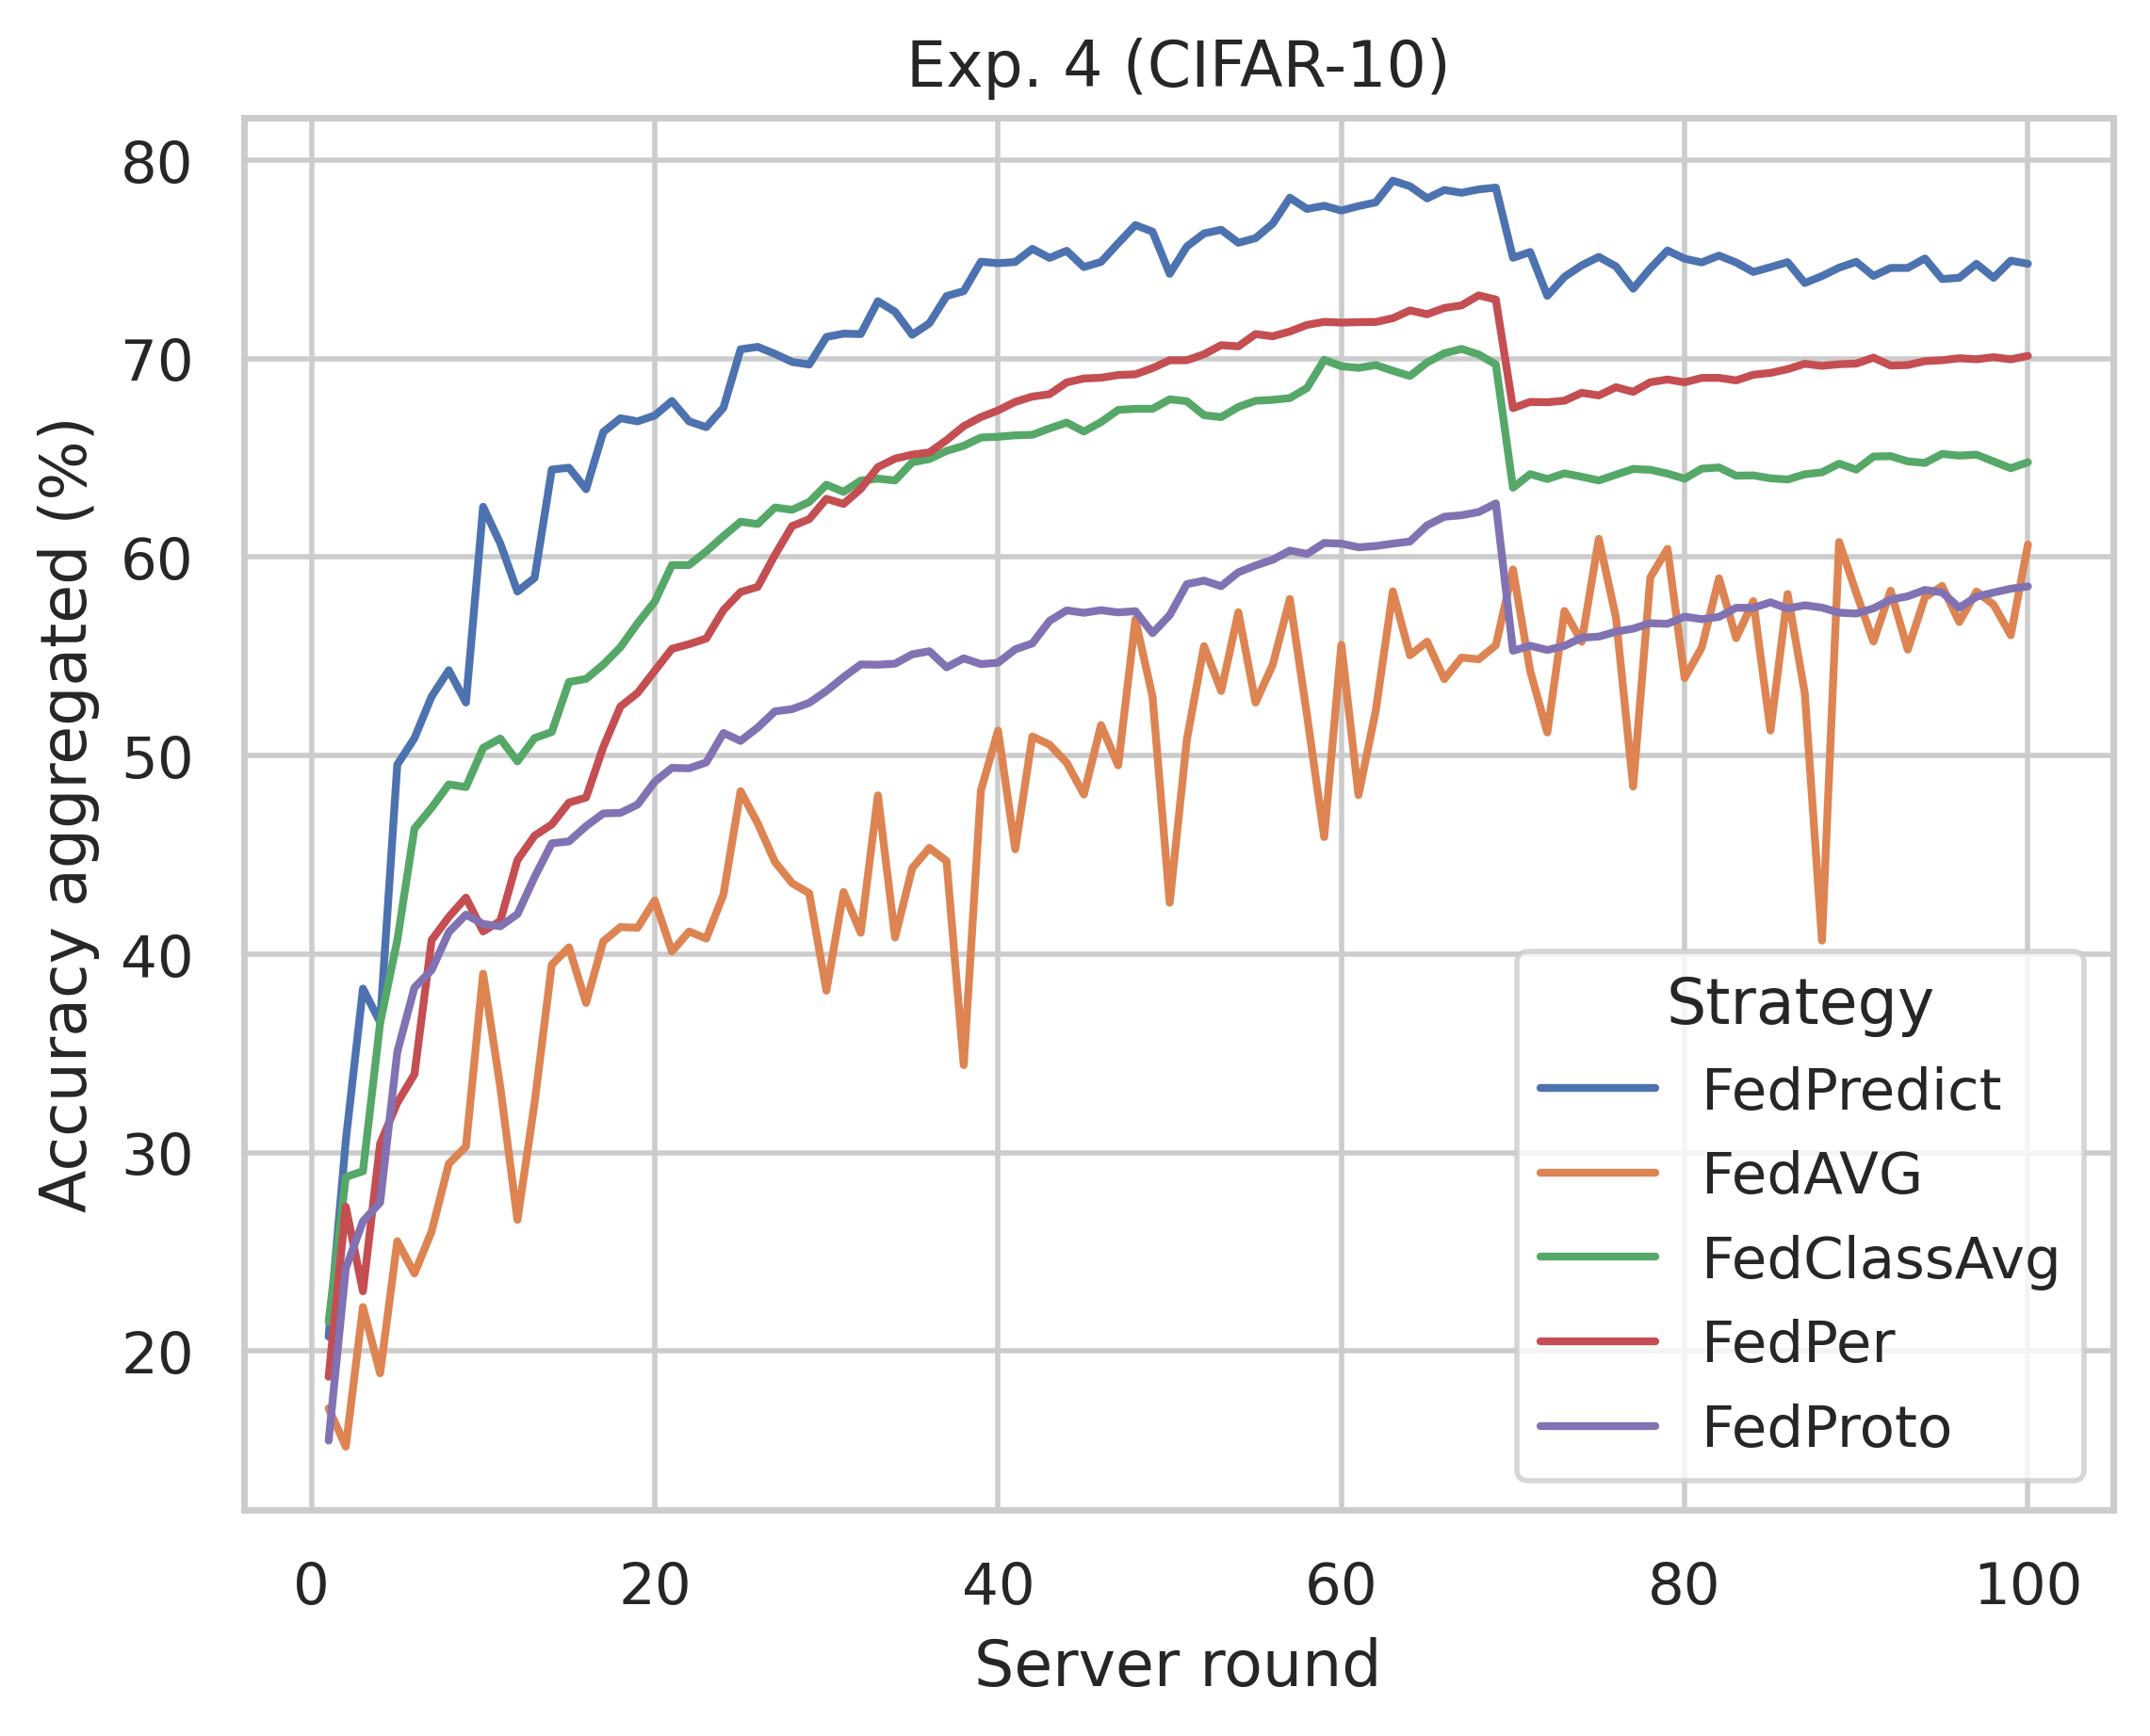 Exp. 4 (CIFAR-10)
80
70
60
50
40
30
20
Accuracy aggregated (%)
0 20 40 60 80 100
Server round
Strategy
FedPredict
FedAVG
FedClassAvg
FedPer
FedProto